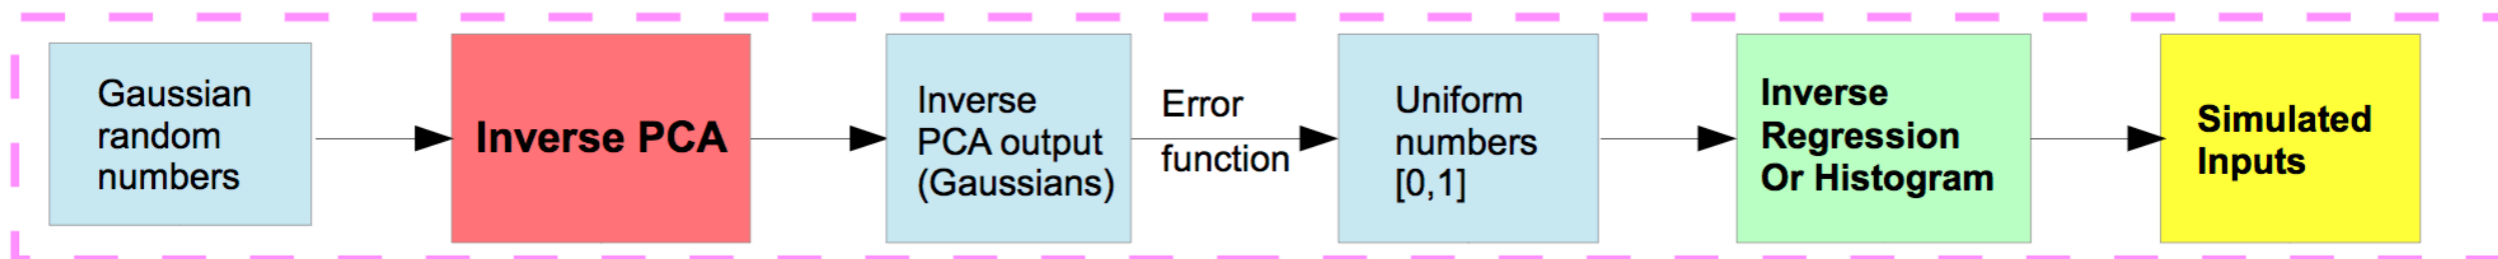 Gaussian
random
numbers
Inverse PCA
Inverse
PCA output
(Gaussians)
Error
function
Uniform
numbers
[0,1]
Inverse
Regression
Or Histogram
Simulated
Inputs